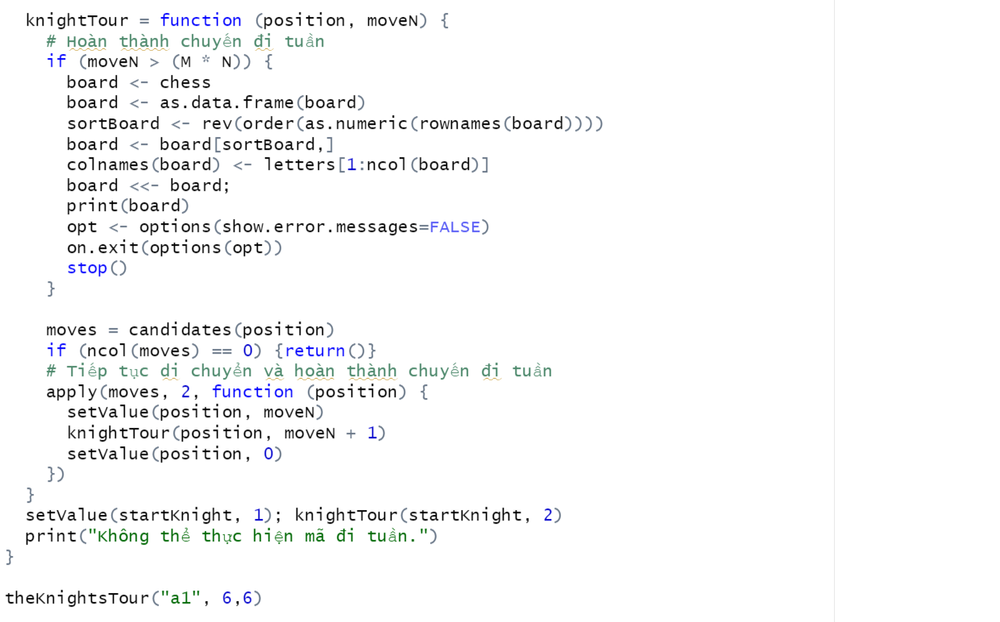 knightTour = function (position, moveN) {
# Hoàn thành chuyến đi tuần
if (moveN > (M * N)) {
board <- chess
board <- as.data.frame(board)
sortBoard <- rev(order(as.numeric(rownames(board))))
board <- board[sortBoard,]
colnames(board) <- letters[1:ncol(board)]
board <<- board;
print(board)
opt <- options(show.error.messages=FALSE)
on.exit(options(opt))
stop()
}
moves = candidates(position)
if (ncol(moves) == 0) {return()}
# Tiếp tục di chuyển và hoàn thành chuyến đi tuần
apply(moves, 2, function (position) {
setValue(position, moveN)
knightTour(position, moveN + 1)
setValue(position, 0)
})
}
setValue(startKnight, 1); knightTour(startKnight, 2)
print("Không thể thực hiện mã đi tuần.")
}
theKnightsTour("a1", 6,6)